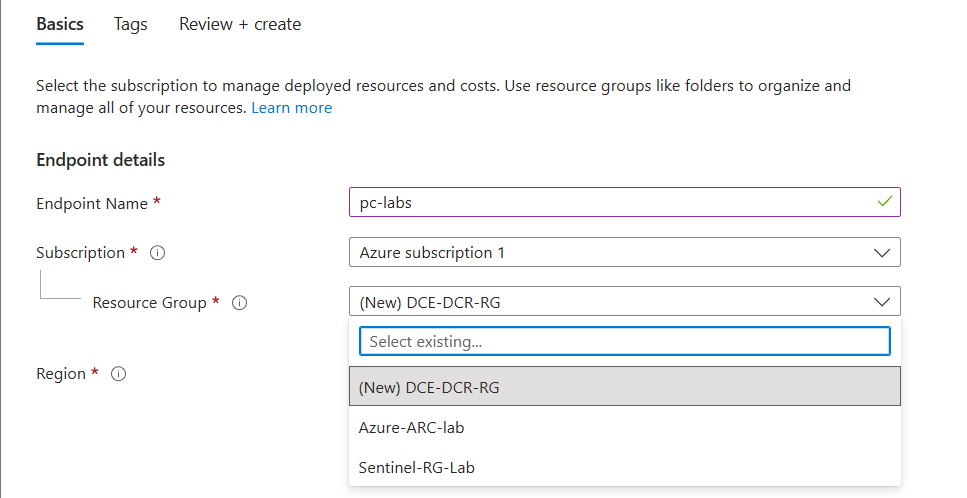 Basics Tags Review + create
Select the subscription to manage deployed resources and costs. Use resource groups like folders to organize and
manage all of your resources. Learn more
Endpoint details
Endpoint Name * pc-labs
Subscription * Azure subscription 1
Resource Group * (New) DCE-DCR-RG
Select existing...
Region *
(New) DCE-DCR-RG
Azure-ARC-lab
Sentinel-RG-Lab